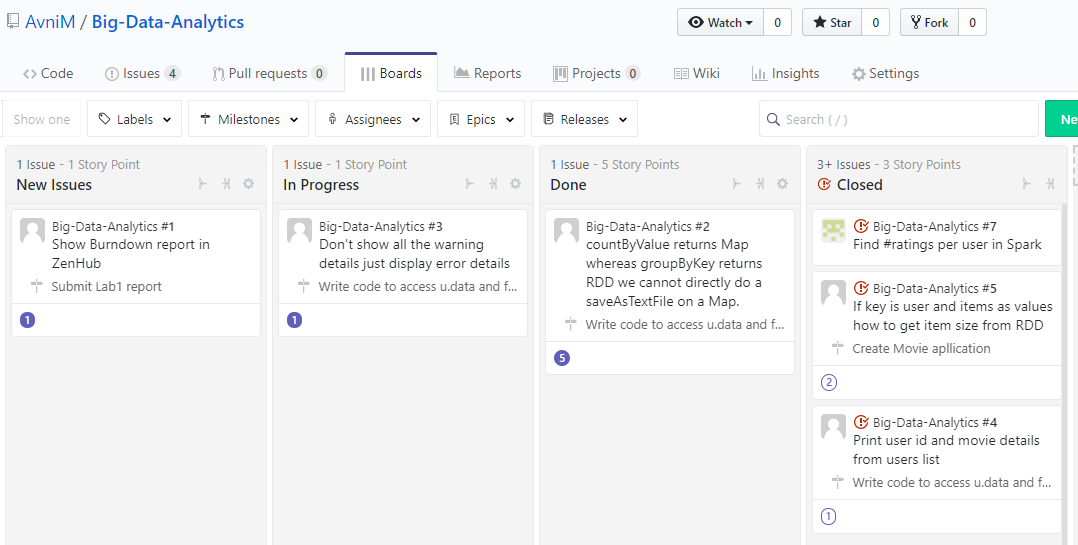 AvniM / Big-Data-Analytics
Watch 0 Star 0 Fork 0
Code Issues 4 Pull requests 0 Boards Reports Projects 0 Wiki Insights Settings
Show one Labels Milestones Assignees Epics Releases Search ( / ) Ne
1 Issue - 1 Story Point
New Issues
Big-Data-Analytics #1
Show Burndown report in
ZenHub
Submit Lab1 report
1
1 Issue - 1 Story Point
In Progress
Big-Data-Analytics #3
Don't show all the warning
details just display error details
Write code to access u.data and f...
1
1 Issue - 5 Story Points
Done
Big-Data-Analytics #2
countByValue returns Map
whereas groupByKey returns
RDD we cannot directly do a
saveAsTextFile on a Map.
Write code to access u.data and f...
5
3+ Issues - 3 Story Points
Closed
Big-Data-Analytics #7
Find #ratings per user in Spark
Big-Data-Analytics #5
If key is user and items as values
how to get item size from RDD
Create Movie apllication
2
Big-Data-Analytics #4
Print user id and movie details
from users list
Write code to access u.data and f...
1